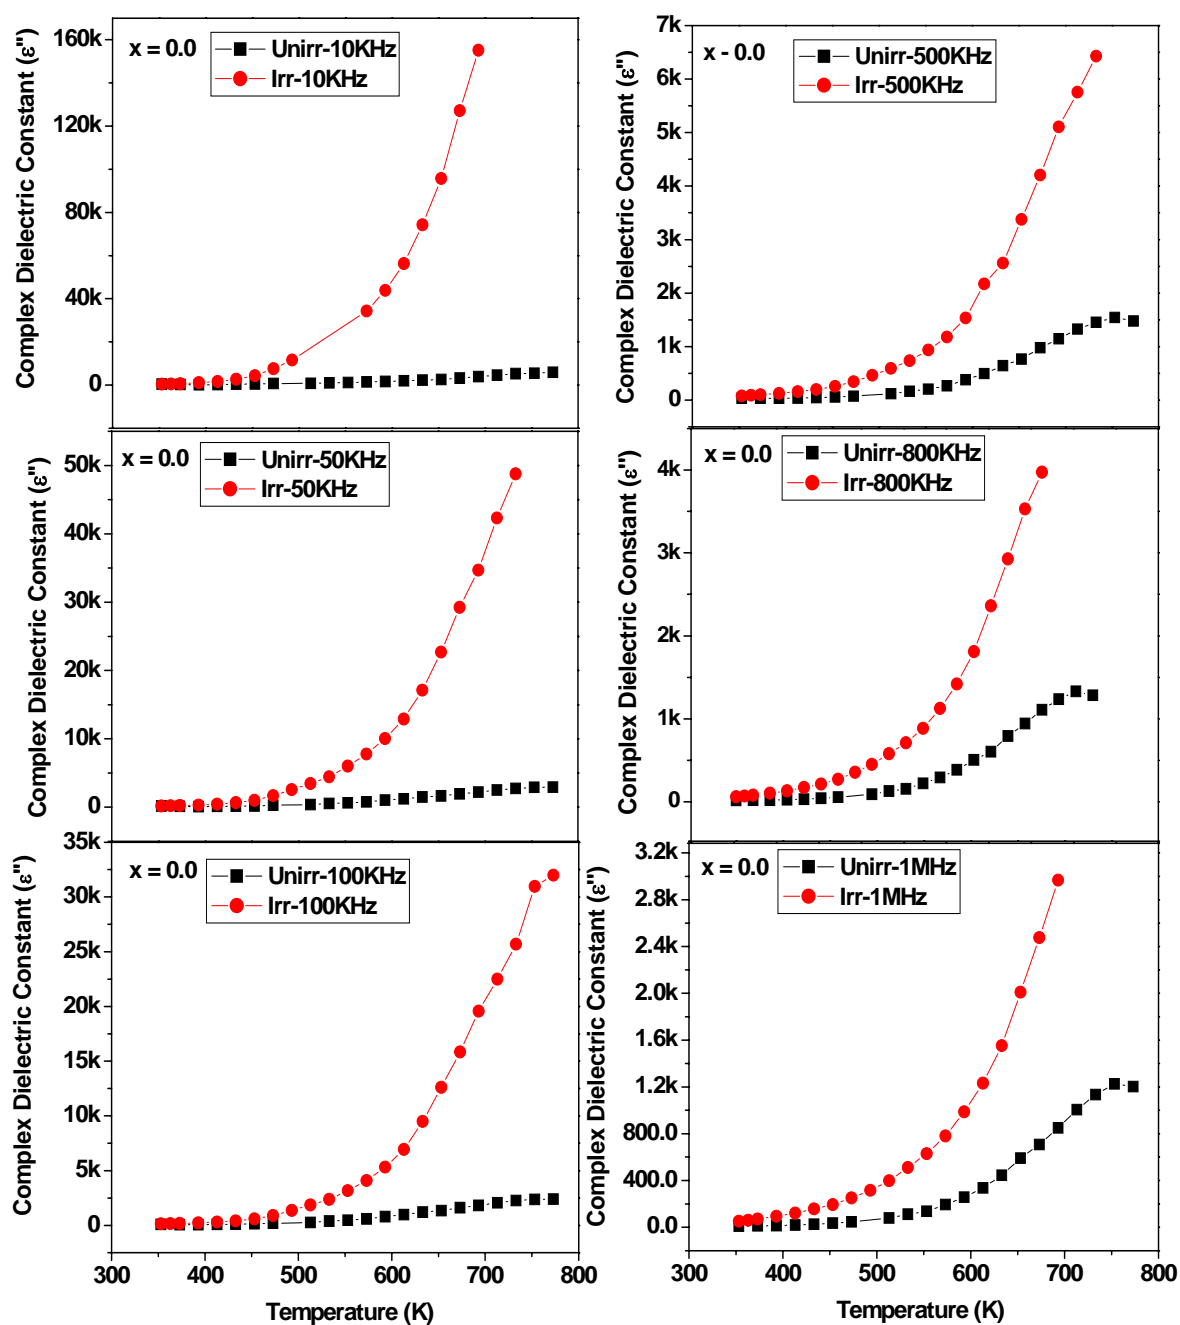 Complex Dielectric Constant (ε")
160k
120k
80k
40k
0
x = 0.0
Unirr-10KHz
Irr-10KHz
Complex Dielectric Constant (ε")
7k
6k
5k
4k
3k
2k
1k
0
x - 0.0
Unirr-500KHz
Irr-500KHz
Complex Dielectric Constant (ε")
50k
40k
30k
20k
10k
0
x = 0.0
Unirr-50KHz
Irr-50KHz
Complex Dielectric Constant (ε")
4k
3k
2k
1k
0
x = 0.0
Unirr-800KHz
Irr-800KHz
Complex Dielectric Constant (ε")
35k
30k
25k
20k
15k
10k
5k
0
x = 0.0
Unirr-100KHz
Irr-100KHz
300 400 500 600 700 800
Temperature (K)
Complex Dielectric Constant (ε")
3.2k
2.8k
2.4k
2.0k
1.6k
1.2k
800.0
400.0
0.0
x = 0.0
Unirr-1MHz
Irr-1MHz
300 400 500 600 700 800
Temperature (K)